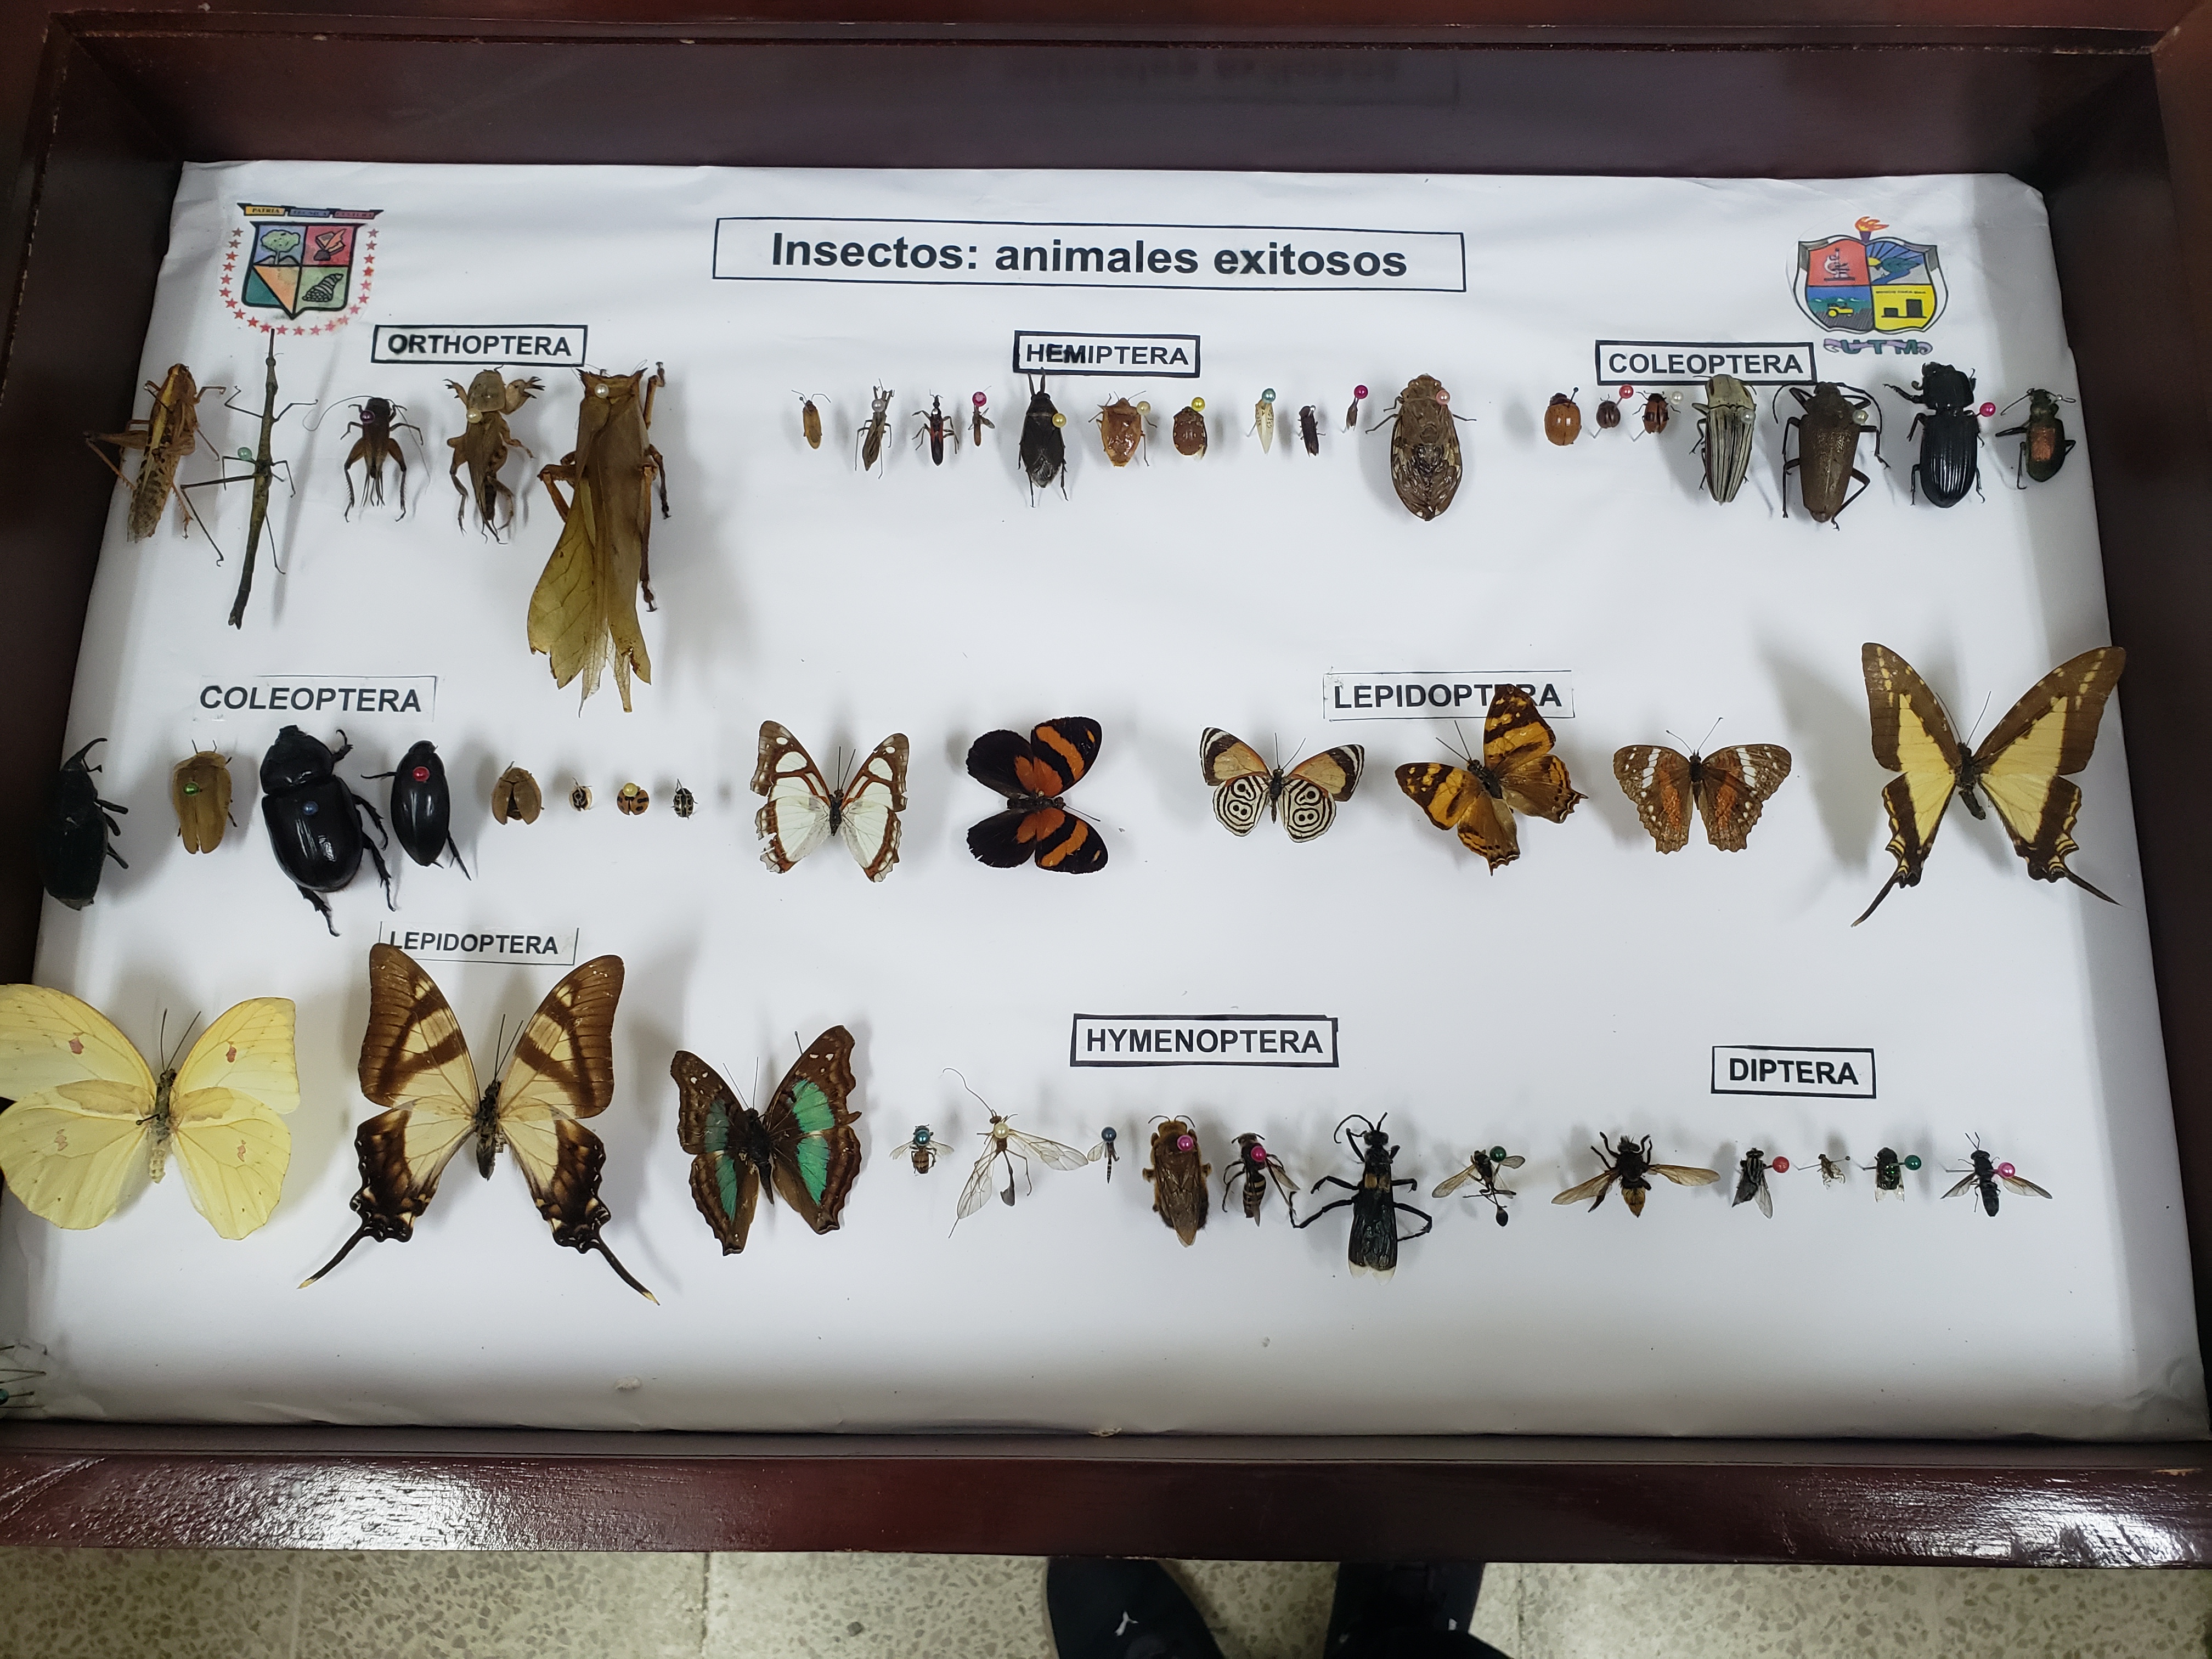 Insectos: animales exitosos
ORTHOPTERA
HEMIPTERA
COLEOPTERA
COLEOPTERA
LEPIDOPTERA
LEPIDOPTERA
HYMENOPTERA
DIPTERA